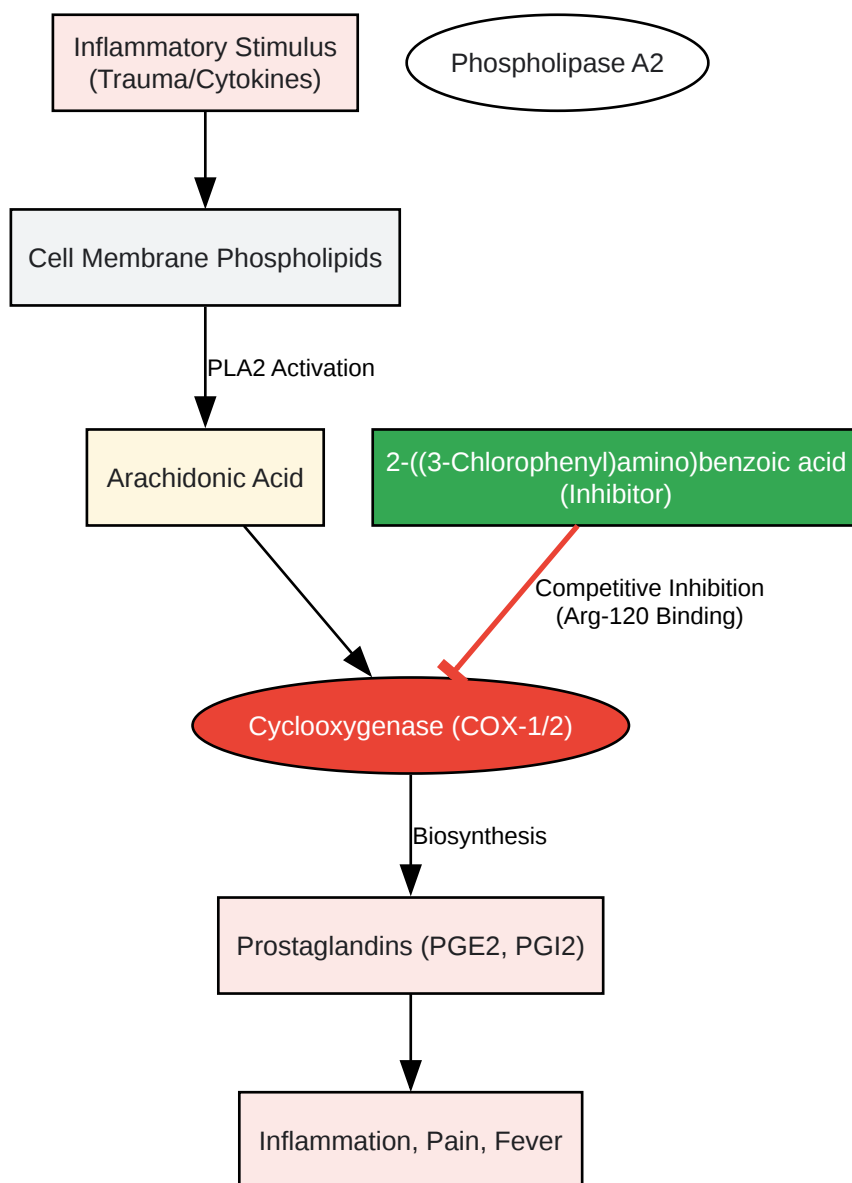 Inflammatory Stimulus
(Trauma/Cytokines)
Phospholipase A2
Cell Membrane Phospholipids
PLA2 Activation
Arachidonic Acid
2-((3-Chlorophenyl)amino)benzoic acid
(Inhibitor)
Competitive Inhibition
(Arg-120 Binding)
Cyclooxygenase (COX-1/2)
Biosynthesis
Prostaglandins (PGE2, PGI2)
Inflammation, Pain, Fever